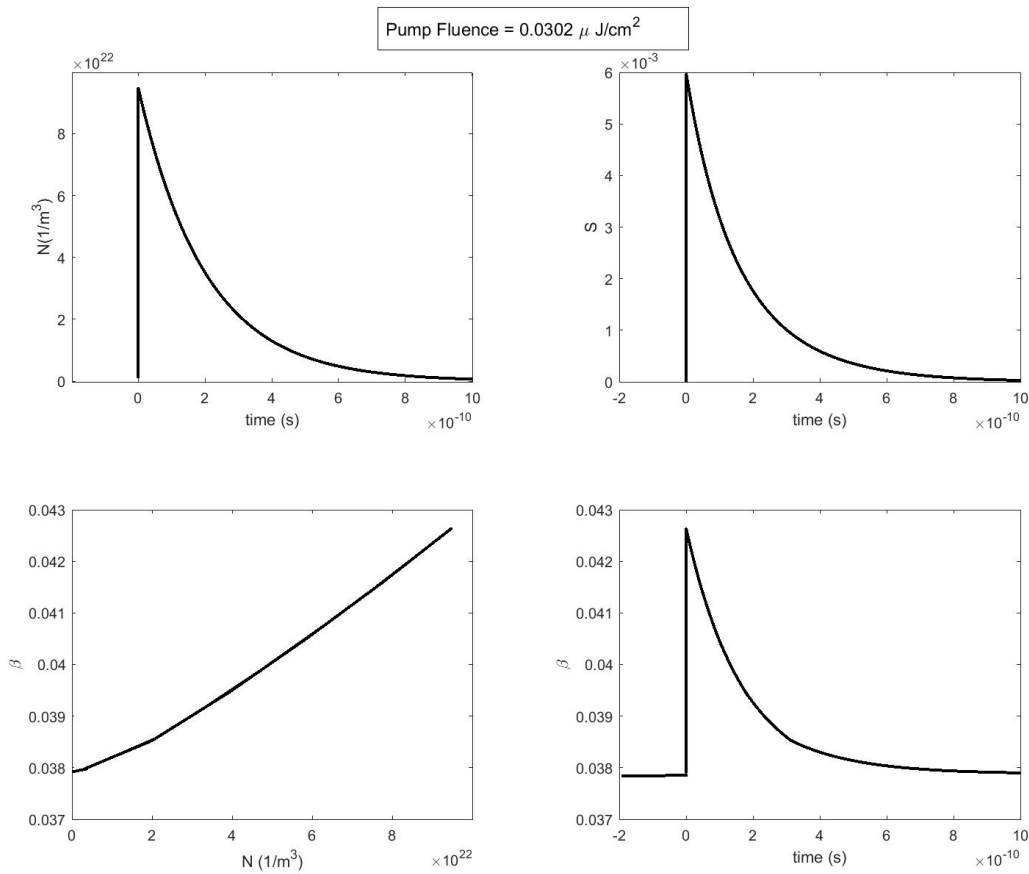 Pump Fluence = 0.0302 μ J/cm²
×10²²
8
6
4
2
0
N(1/m³)
0 2 4 6 8 10
time (s)
×10⁻¹⁰
×10⁻³
6
5
4
3
2
1
0
S
-2 0 2 4 6 8 10
time (s)
×10⁻¹⁰
0.043
0.042
0.041
0.04
0.039
0.038
0.037
β
0 2 4 6 8
N (1/m³)
×10²²
0.043
0.042
0.041
0.04
0.039
0.038
0.037
β
-2 0 2 4 6 8 10
time (s)
×10⁻¹⁰